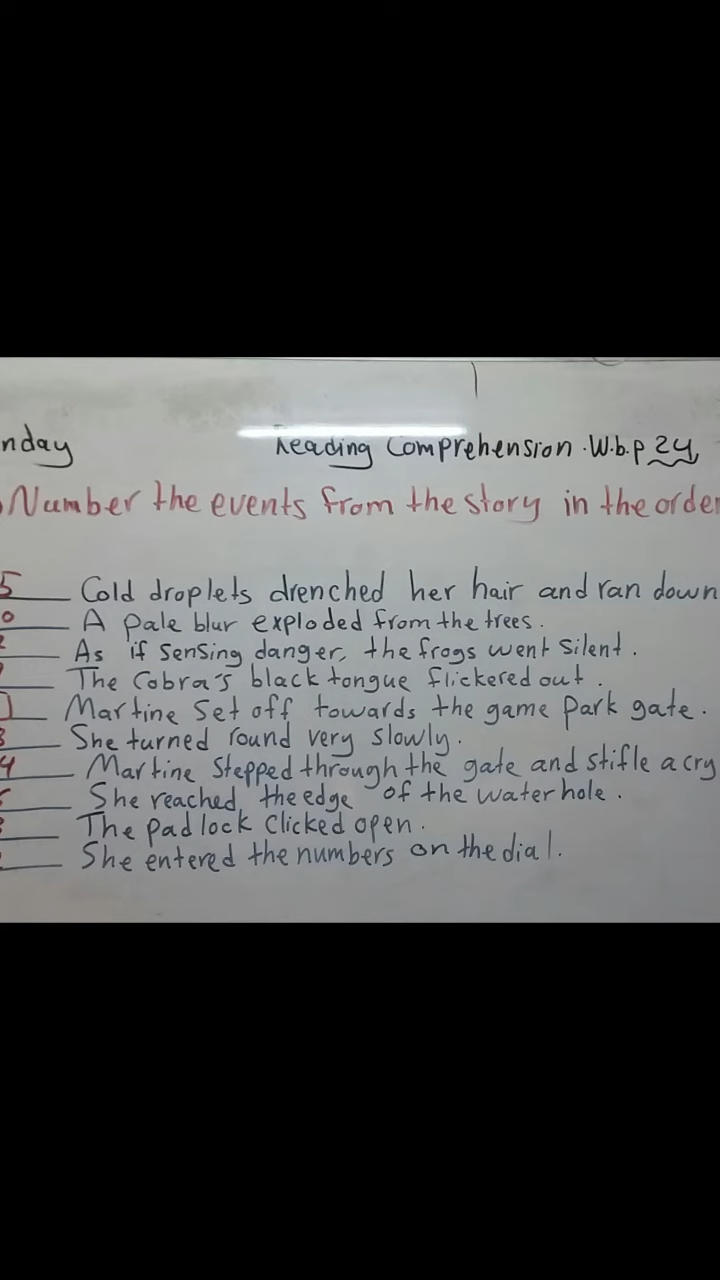 nday Reading Comprehension. W.b.p 24
Number the events from the story in the order
5 Cold droplets drenched her hair and ran down
0 A pale blur exploded from the trees.
As if sensing danger, the frogs went silent.
The Cobra's black tongue flickered out.
1 Martine set off towards the game park gate.
She turned round very slowly.
4 Martine stepped through the gate and stifle a cry
She reached the edge of the water hole.
The padlock clicked open.
She entered the numbers on the dial.